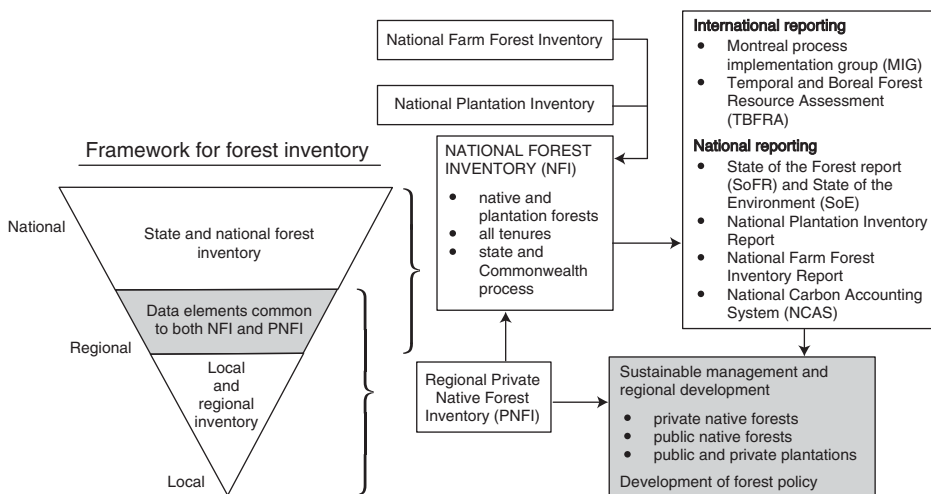 Framework for forest inventory
National
State and national forest
inventory
Data elements common
to both NFI and PNFI
Regional
Local
and
regional
inventory
Local
National Farm Forest Inventory
National Plantation Inventory
NATIONAL FOREST
INVENTORY (NFI)
• native and
plantation forests
• all tenures
• state and
Commonwealth
process
Regional Private
Native Forest
Inventory (PNFI)
International reporting
• Montreal process
implementation group (MIG)
• Temporal and Boreal Forest
Resource Assessment
(TBFRA)
National reporting
• State of the Forest report
(SoFR) and State of the
Environment (SoE)
• National Plantation Inventory
Report
• National Farm Forest
Inventory Report
• National Carbon Accounting
System (NCAS)
Sustainable management and
regional development
• private native forests
• public native forests
• public and private plantations
Development of forest policy